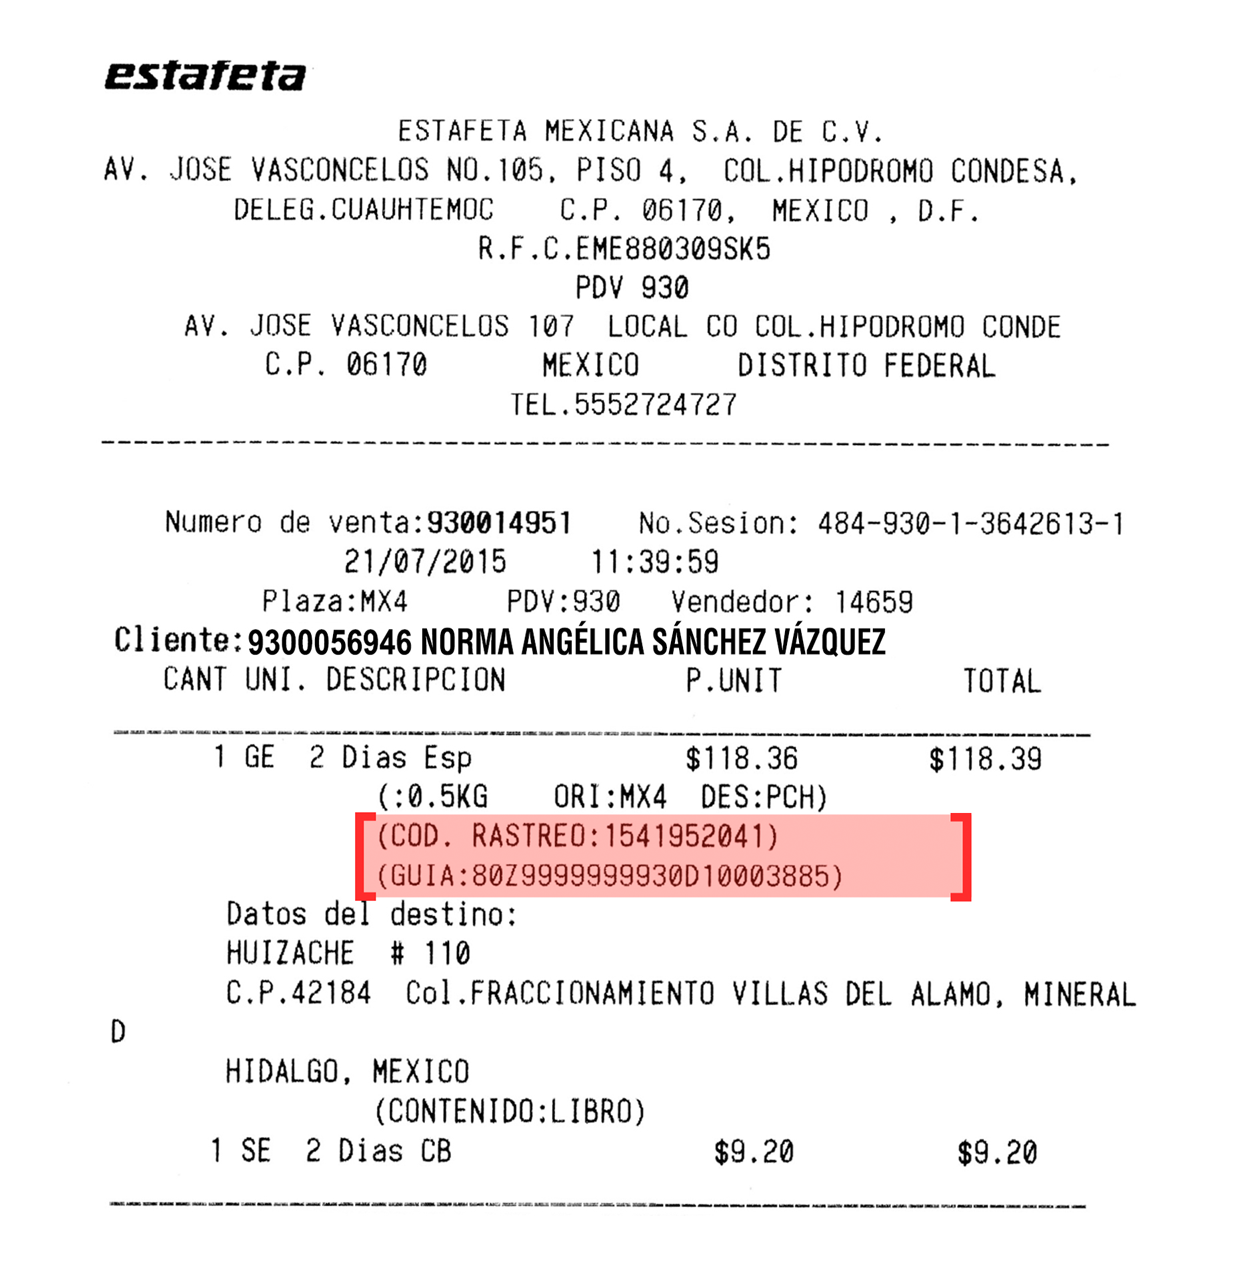 estafeta
ESTAFETA MEXICANA S.A. DE C.V.
AV. JOSE VASCONCELOS NO.105, PISO 4, COL.HIPODROMO CONDESA,
DELEG.CUAUHTEMOC C.P. 06170, MEXICO , D.F.
R.F.C.EME880309SK5
PDV 930
AV. JOSE VASCONCELOS 107 LOCAL CO COL.HIPODROMO CONDE
C.P. 06170 MEXICO DISTRITO FEDERAL
TEL.5552724727
Numero de venta:930014951 No.Sesion: 484-930-1-3642613-1
21/07/2015 11:39:59
Plaza:MX4 PDV:930 Vendedor: 14659
Cliente:9300056946 NORMA ANGÉLICA SÁNCHEZ VÁZQUEZ
CANT UNI. DESCRIPCION P.UNIT TOTAL
1 GE 2 Dias Esp $118.36 $118.39
(:0.5KG ORI:MX4 DES:PCH)
(COD. RASTREO:1541952041)
(GUIA:80Z9999999930D10003885)
Datos del destino:
HUIZACHE # 110
C.P.42184 Col.FRACCIONAMIENTO VILLAS DEL ALAMO, MINERAL
D
HIDALGO, MEXICO
(CONTENIDO:LIBRO)
1 SE 2 Dias CB $9.20 $9.20